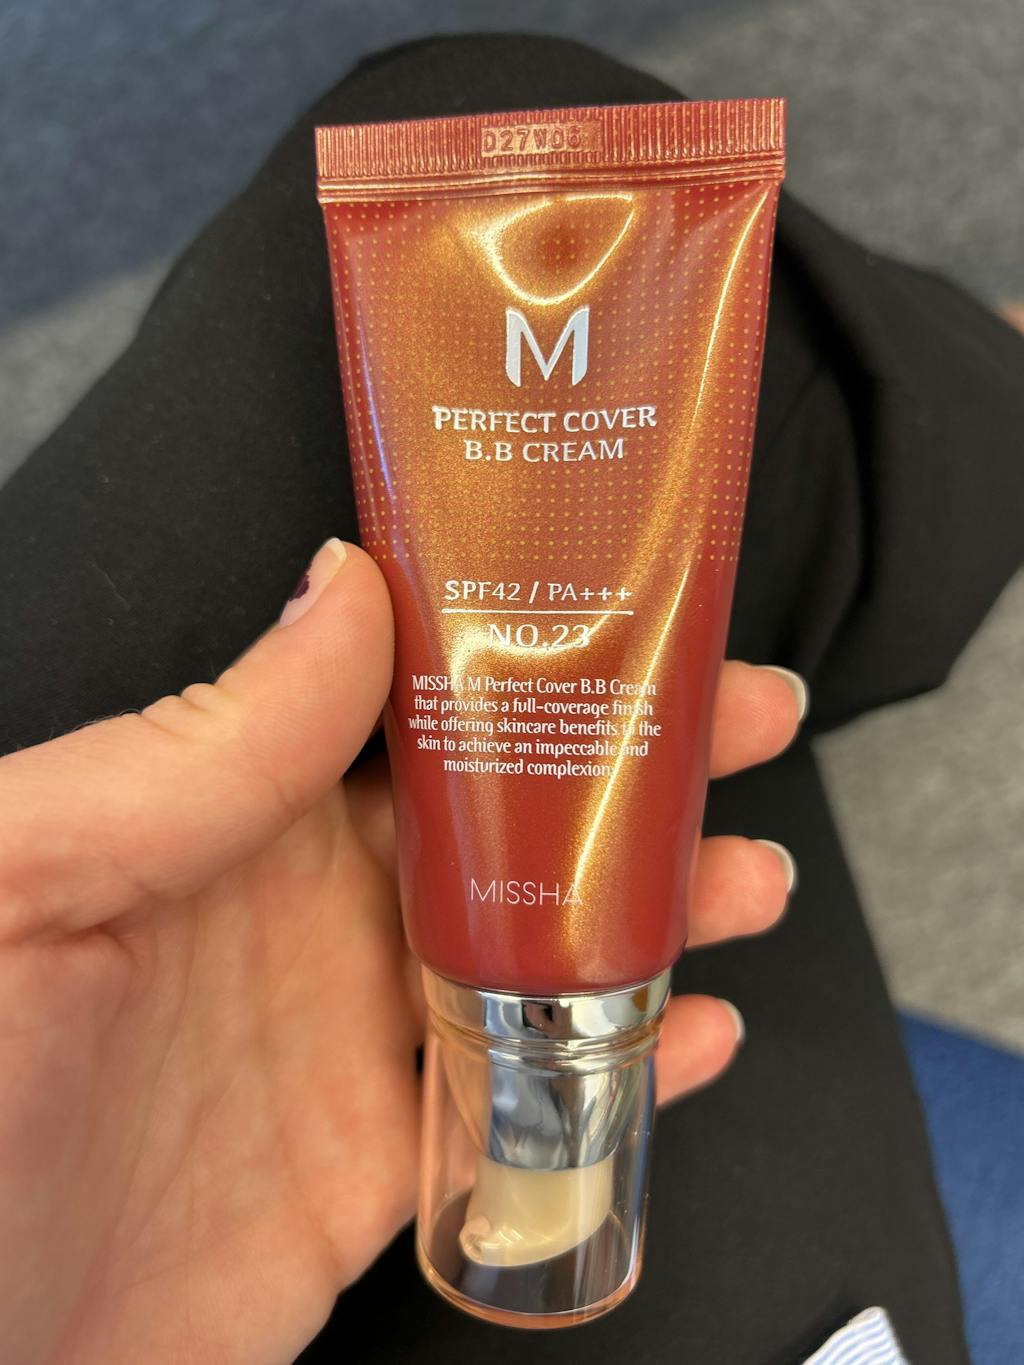 D27W06
M
PERFECT COVER
B.B CREAM
SPF42 / PA+++
NO.23
MISSHA M Perfect Cover B.B Cream
that provides a full-coverage finish
while offering skincare benefits to the
skin to achieve an impeccable and
moisturized complexion.
MISSHA